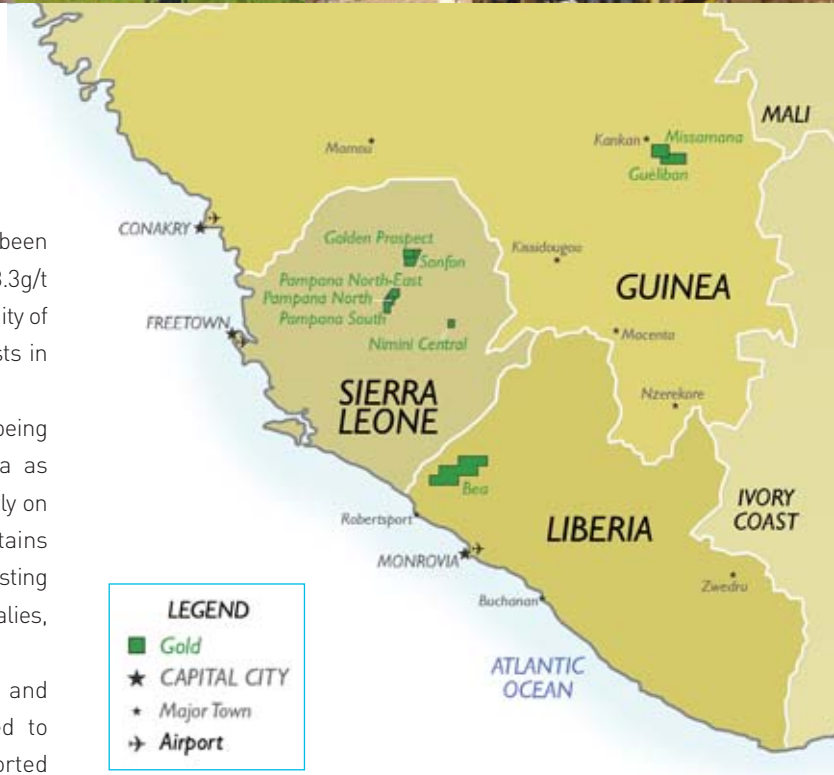 been
3.3g/t
ity of
sts in
being
a as
ly on
tains
sting
alies,
and
ed to
orted
MALI
Kankan
Missamana
Mamou
Guéliban
CONAKRY
Golden Prospect
Sonfon
Kissidougou
Pampana North-East
Pampana North
Pampana South
GUINEA
FREETOWN
Nimini Central
Macenta
SIERRA
LEONE
Nzerekore
Bea
IVORY
COAST
Robertsport
LIBERIA
MONROVIA
Zwedru
Buchanan
ATLANTIC
OCEAN
LEGEND
Gold
CAPITAL CITY
Major Town
Airport